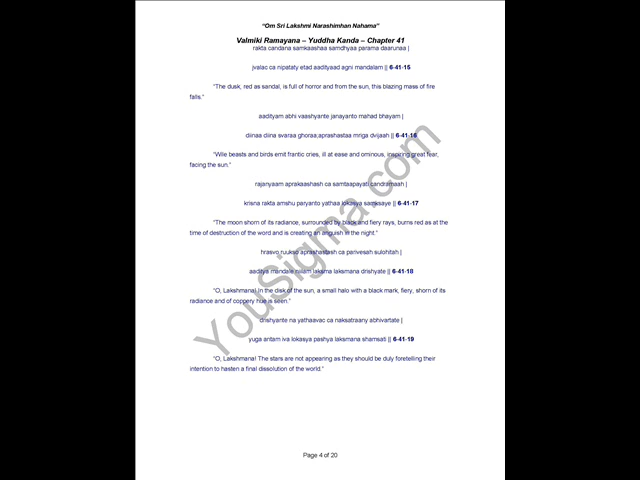 “Om Sri Lakshmi Narashimhan Nahama”
Valmiki Ramayana – Yuddha Kanda – Chapter 41
rakta candana samkaashaa samdhyaa parama daarunaa |
jvalac ca nipataty etad aadityaad agni mandalam || 6-41-15
“The dusk, red as sandal, is full of horror and from the sun, this blazing mass of fire
falls.”
aadityam abhi vaashyante janayanto mahad bhayam |
diinaa diina svaraa ghoraa,aprashastaa mriga dvijaah || 6-41-16
“Wile beasts and birds emit frantic cries, ill at ease and ominous, inspiring great fear,
facing the sun.”
rajanyaam aprakaashash ca samtaapayati candramaah |
krisna rakta amshu paryanto yathaa lokasya samksaye || 6-41-17
“The moon shorn of its radiance, surrounded by black and fiery rays, burns red as at the
time of destruction of the word and is creating an anguish in the night.”
hrasvo ruukso aprashastash ca parivesah sulohitah |
aaditya mandale niilam laksma laksmana drishyate || 6-41-18
“O, Lakshmana! In the disk of the sun, a small halo with a black mark, fiery, shorn of its
radiance and of coppery hue is seen.”
drishyante na yathaavac ca naksatraany abhivartate |
yuga antam iva lokasya pashya laksmana shamsati || 6-41-19
“O, Lakshmana! The stars are not appearing as they should be duly foretelling their
intention to hasten a final dissolution of the world.”
YouSigma.com
Page 4 of 20